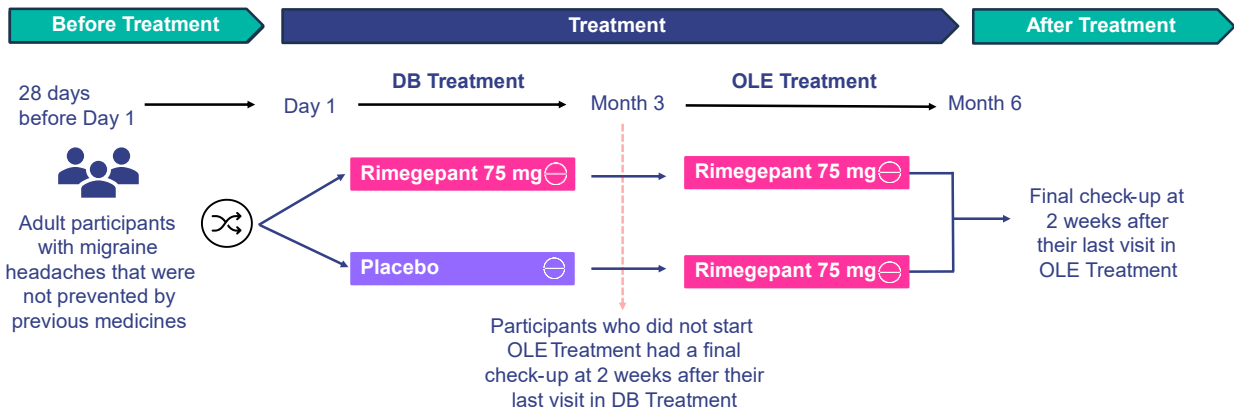 Before Treatment
Treatment
After Treatment
DB Treatment
OLE Treatment
28 days
before Day 1
Day 1
Month 3
Month 6
Rimegepant 75 mg
Rimegepant 75 mg
Adult participants
with migraine
headaches that were
not prevented by
previous medicines
Placebo
Rimegepant 75 mg
Final check-up at
2 weeks after
their last visit in
OLE Treatment
Participants who did not start
OLE Treatment had a final
check-up at 2 weeks after their
last visit in DB Treatment